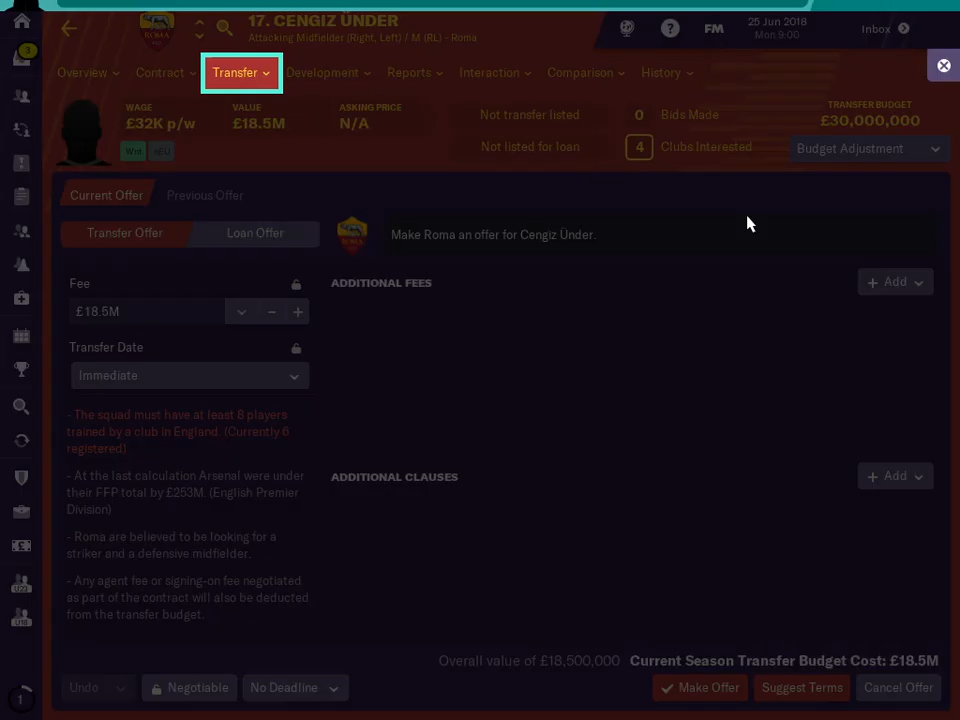 17. CENGIZ ÜNDER
Attacking Midfielder (Right, Left) / M (RL) - Roma
FM
25 Jun 2018
Mon 9:00
Inbox
3
Overview
Contract
Transfer
Development
Reports
Interaction
Comparison
History
WAGE
£32K p/w
VALUE
£18.5M
ASKING PRICE
N/A
Wnt
nEU
Not transfer listed
Not listed for loan
0 Bids Made
4 Clubs Interested
TRANSFER BUDGET
£30,000,000
Budget Adjustment
Current Offer
Previous Offer
Transfer Offer
Loan Offer
ROMA
Make Roma an offer for Cengiz Ünder.
Fee
£18.5M
Transfer Date
Immediate
- The squad must have at least 8 players
trained by a club in England. (Currently 6
registered)
- At the last calculation Arsenal were under
their FFP total by £253M. (English Premier
Division)
- Roma are believed to be looking for a
striker and a defensive midfielder.
- Any agent fee or signing-on fee negotiated
as part of the contract will also be deducted
from the transfer budget.
ADDITIONAL FEES
Add
ADDITIONAL CLAUSES
Add
Overall value of £18,500,000
Current Season Transfer Budget Cost: £18.5M
Undo
Negotiable
No Deadline
Make Offer
Suggest Terms
Cancel Offer
U23
U18
1